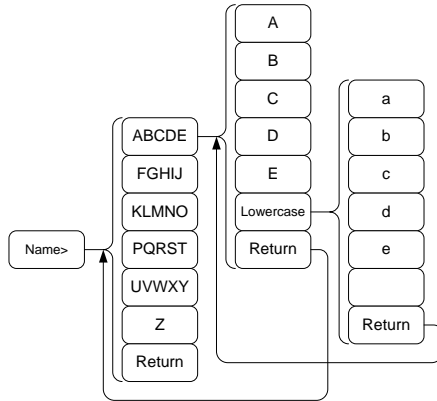 Name>
ABCDE
FGHIJ
KLMNO
PQRST
UVWXY
Z
Return
A
B
C
D
E
Lowercase
Return
a
b
c
d
e
Return